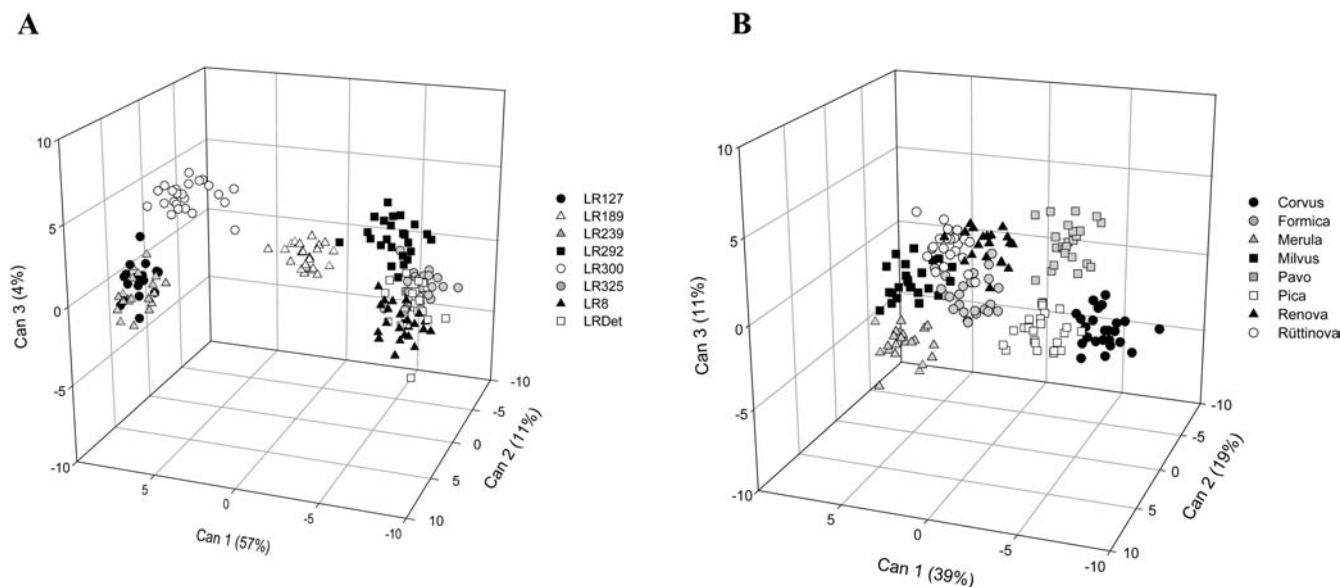 A
10
5
0
-5
-10
Can 3 (4%)
5
0
-5
-10
Can 1 (57%)
-10
-5
0
5
10
Can 2 (11%)
LR127
LR189
LR239
LR292
LR300
LR325
LR8
LRDet
B
10
5
0
-5
-10
Can 3 (11%)
5
0
-5
-10
Can 1 (39%)
-10
-5
0
5
10
Can 2 (19%)
Corvus
Formica
Merula
Milvus
Pavo
Pica
Renova
Rüttinova